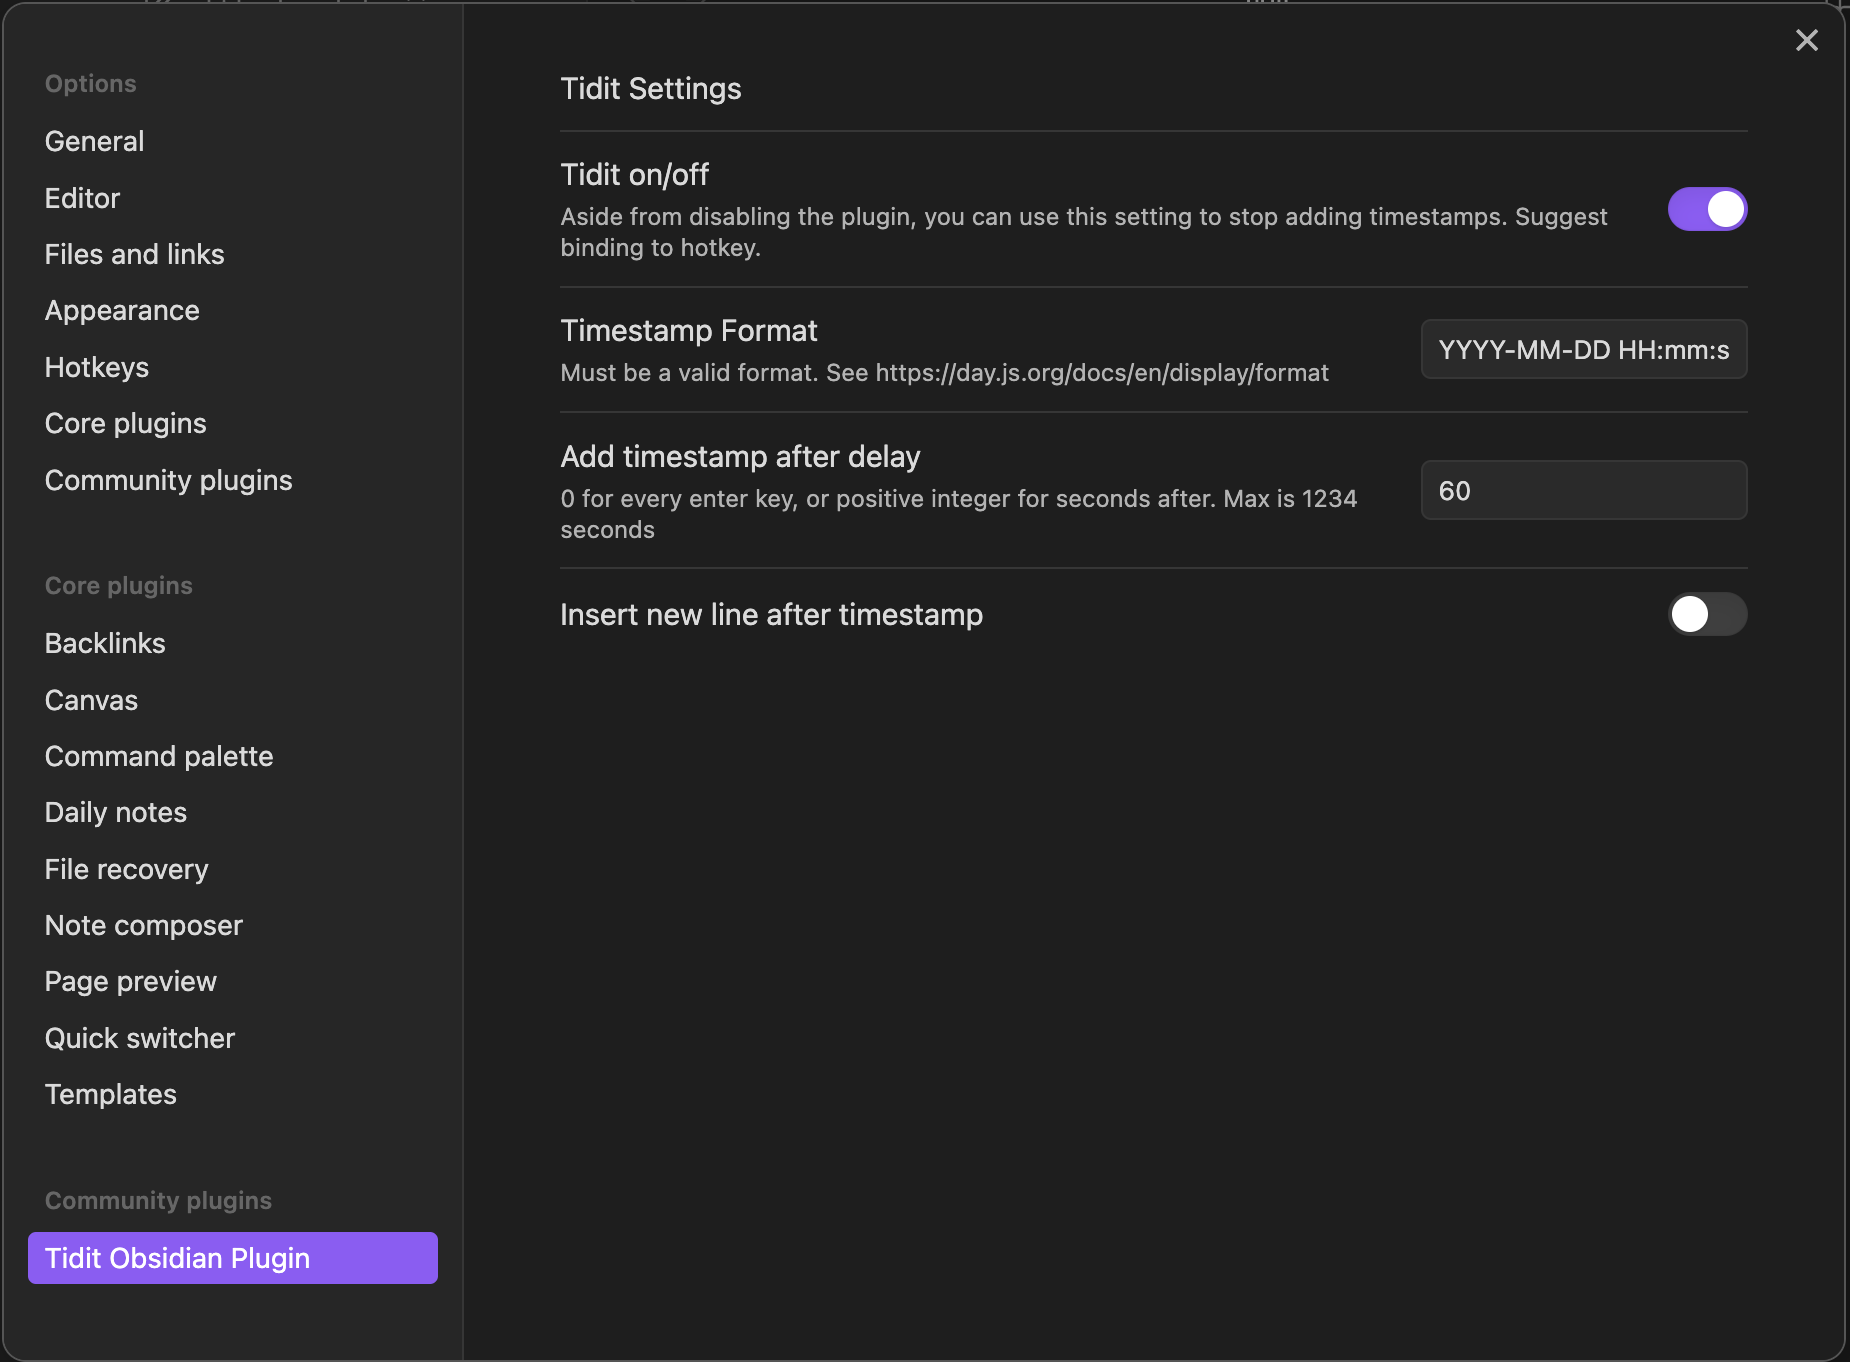 Options
General
Editor
Files and links
Appearance
Hotkeys
Core plugins
Community plugins
Core plugins
Backlinks
Canvas
Command palette
Daily notes
File recovery
Note composer
Page preview
Quick switcher
Templates
Community plugins
Tidit Obsidian Plugin
Tidit Settings
Tidit on/off
Aside from disabling the plugin, you can use this setting to stop adding timestamps. Suggest
binding to hotkey.
Timestamp Format
Must be a valid format. See https://day.js.org/docs/en/display/format
YYYY-MM-DD HH:mm:s
Add timestamp after delay
0 for every enter key, or positive integer for seconds after. Max is 1234
seconds
60
Insert new line after timestamp